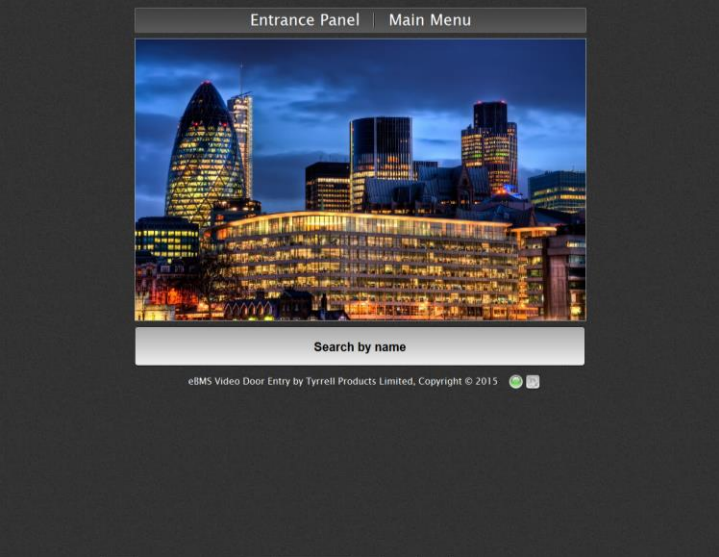 Entrance Panel | Main Menu
Search by name
eBMS Video Door Entry by Tyrrell Products Limited, Copyright © 2015